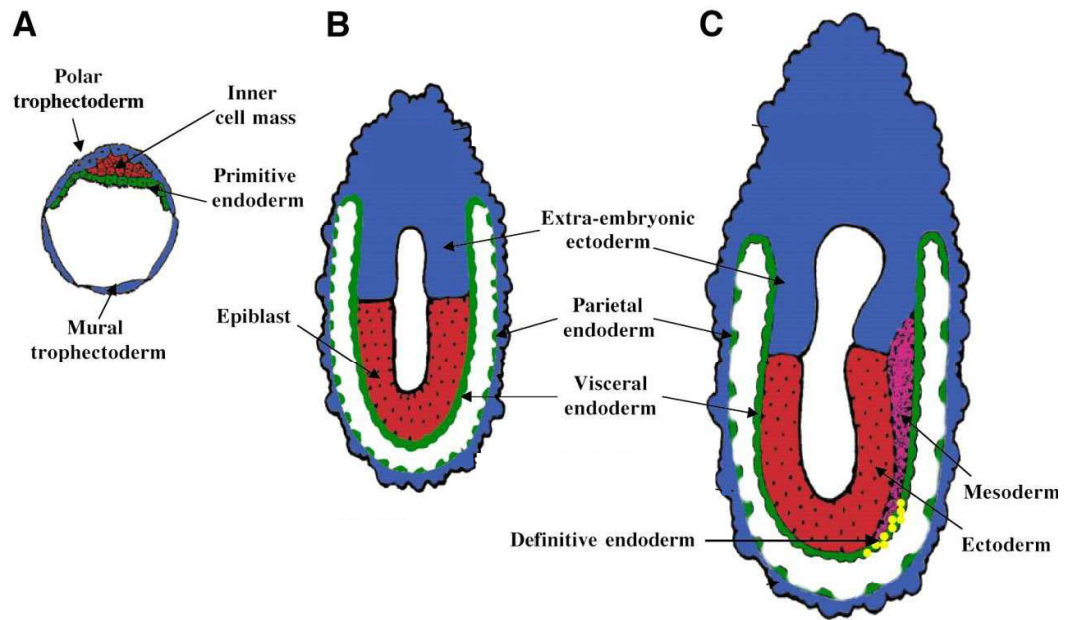 A
B
C
Polar
trophectoderm
Inner
cell mass
Primitive
endoderm
Mural
trophectoderm
Extra-embryonic
ectoderm
Epiblast
Parietal
endoderm
Visceral
endoderm
Mesoderm
Definitive endoderm
Ectoderm